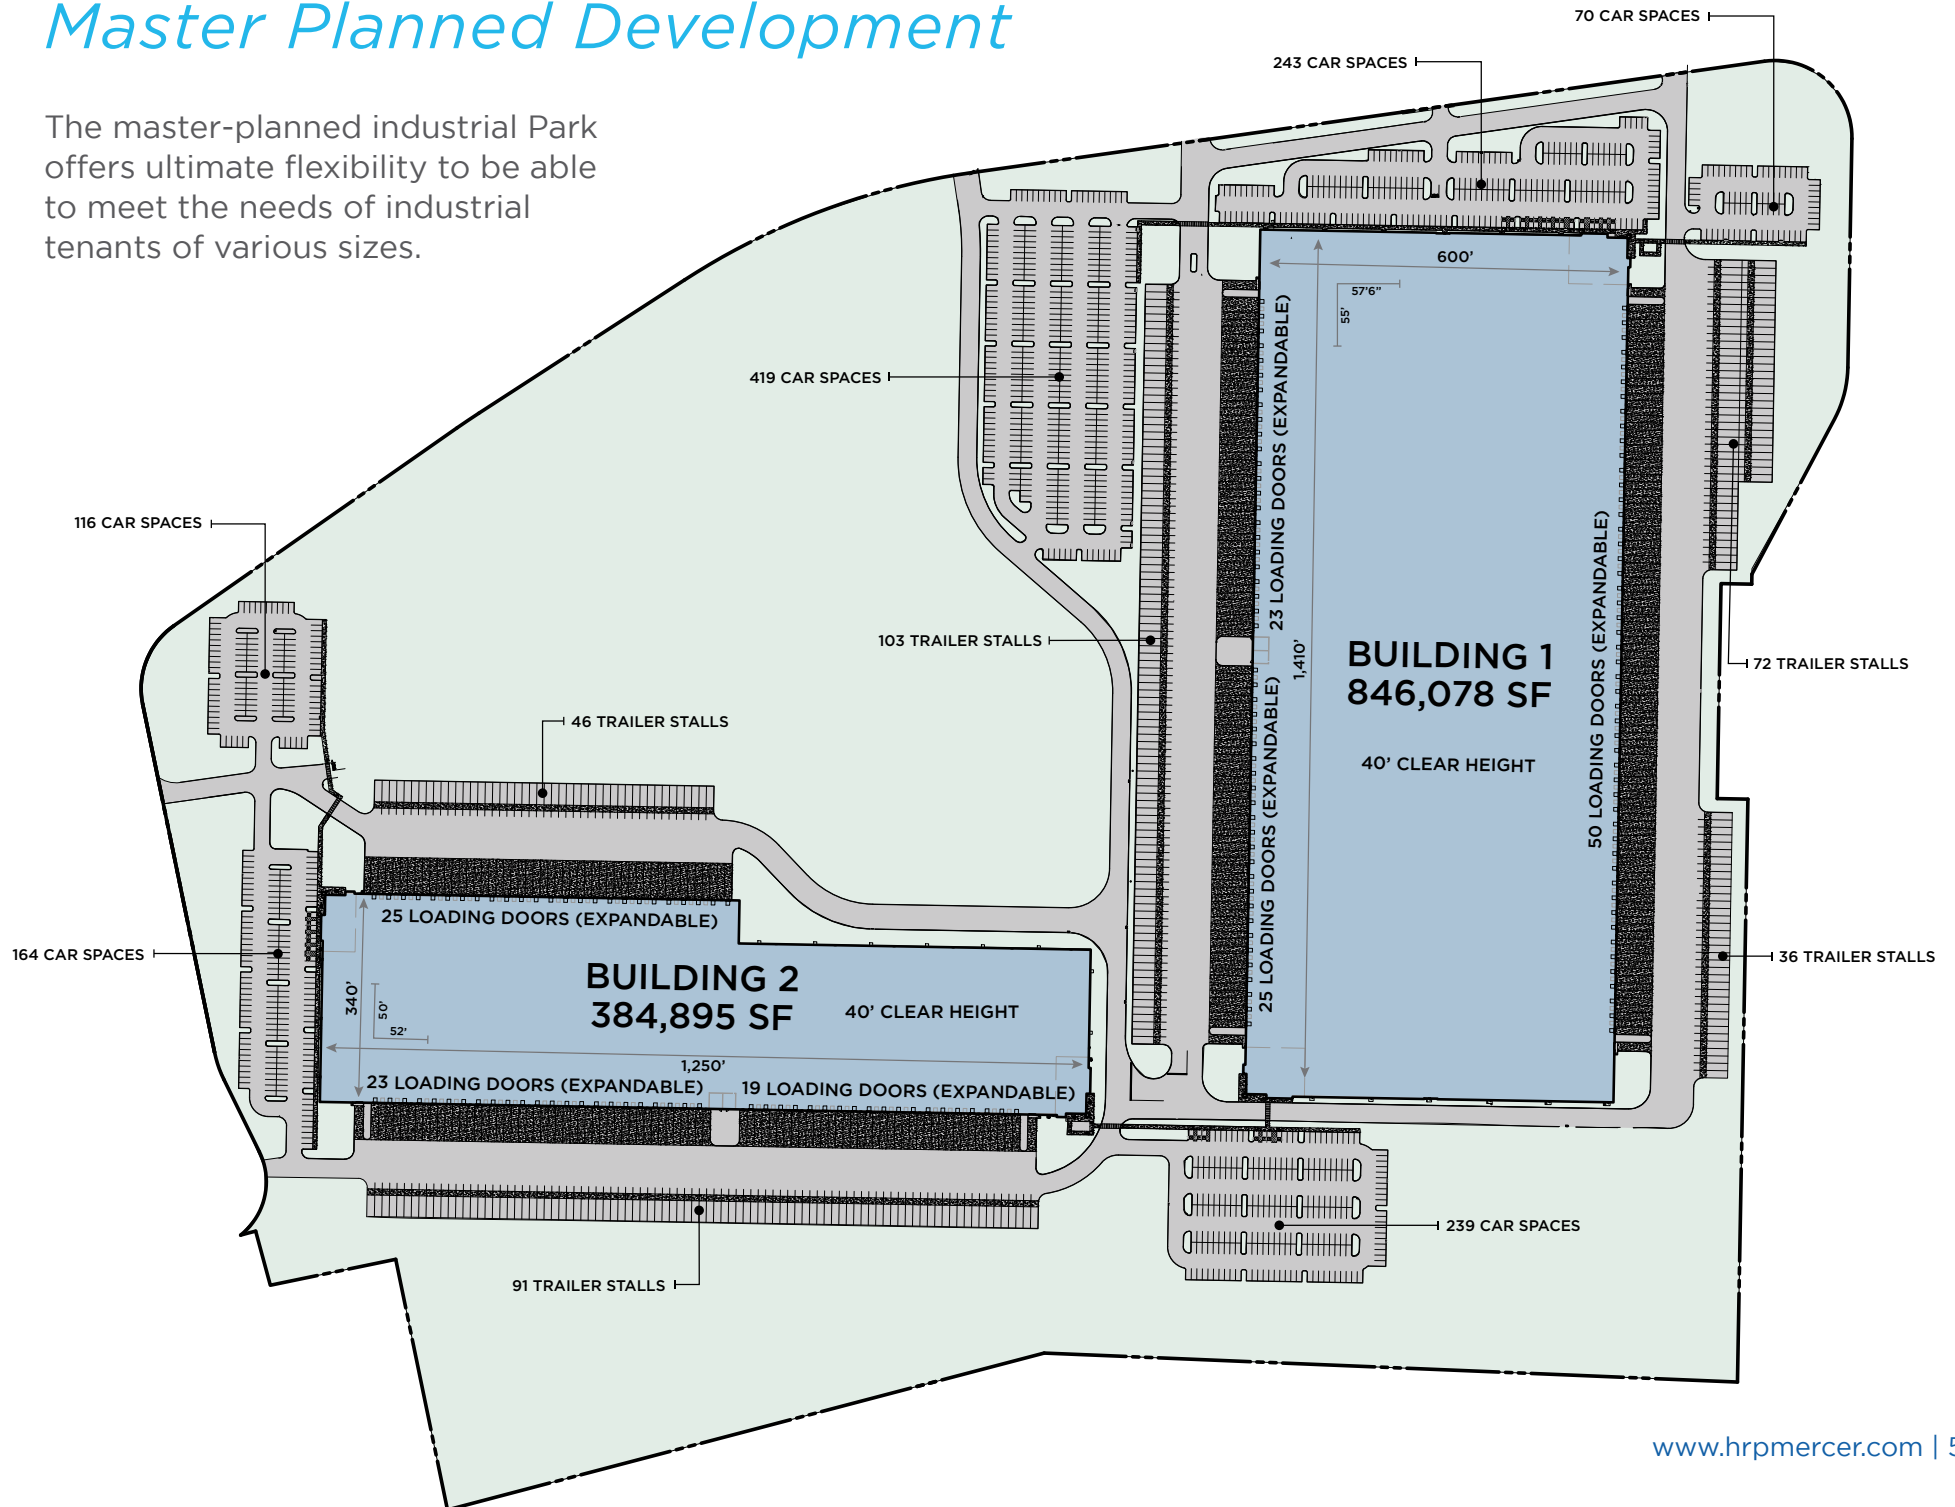 Master Planned Development
The master-planned industrial Park
offers ultimate flexibility to be able
to meet the needs of industrial
tenants of various sizes.
70 CAR SPACES
243 CAR SPACES
419 CAR SPACES
116 CAR SPACES
103 TRAILER STALLS
72 TRAILER STALLS
46 TRAILER STALLS
164 CAR SPACES
36 TRAILER STALLS
239 CAR SPACES
91 TRAILER STALLS
600'
57'6"
55'
1,410'
23 LOADING DOORS (EXPANDABLE)
25 LOADING DOORS (EXPANDABLE)
50 LOADING DOORS (EXPANDABLE)
BUILDING 1
846,078 SF
40' CLEAR HEIGHT
25 LOADING DOORS (EXPANDABLE)
BUILDING 2
384,895 SF
40' CLEAR HEIGHT
340'
50'
52'
1,250'
23 LOADING DOORS (EXPANDABLE)
19 LOADING DOORS (EXPANDABLE)
www.hrpmercer.com | 5